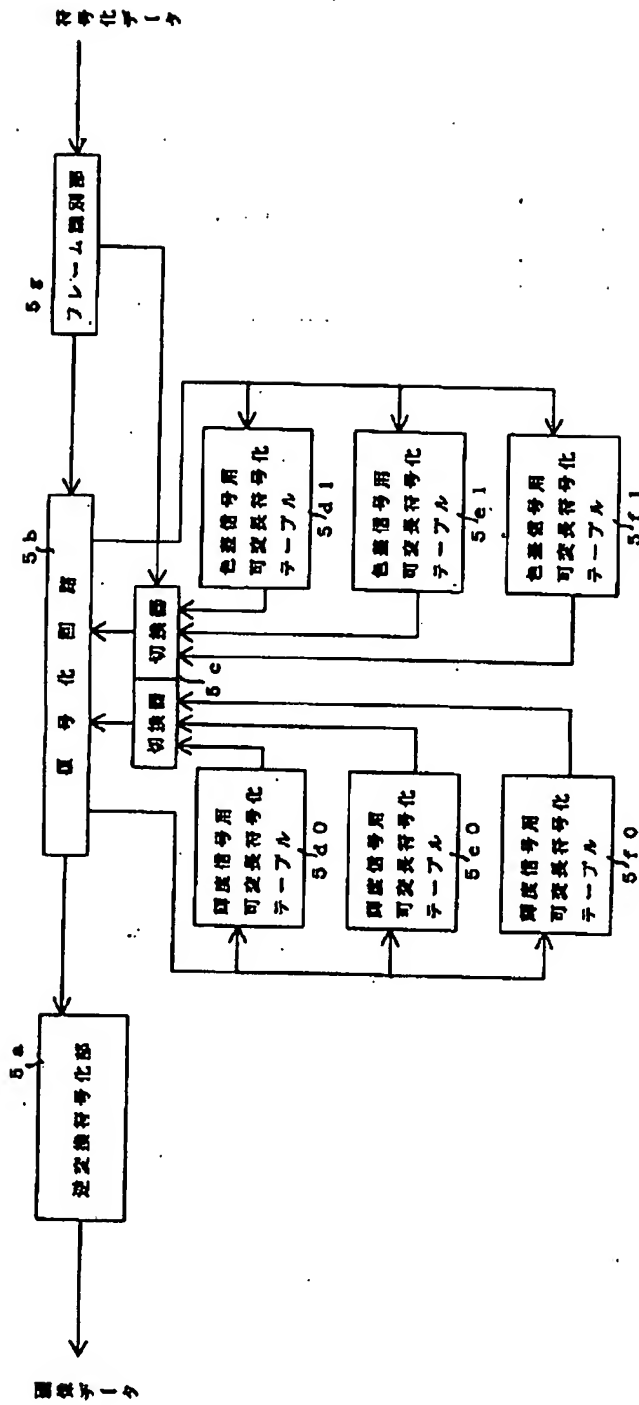 符号化データ
5g
フレーム識別部
5b
復号化回路
切換器
切換器
5c
色差信号用
可変長符号化
テーブル
5d1
色差信号用
可変長符号化
テーブル
5e1
色差信号用
可変長符号化
テーブル
5f1
輝度信号用
可変長符号化
テーブル
5d0
輝度信号用
可変長符号化
テーブル
5e0
輝度信号用
可変長符号化
テーブル
5f0
5a
逆変換符号化部
画像データ